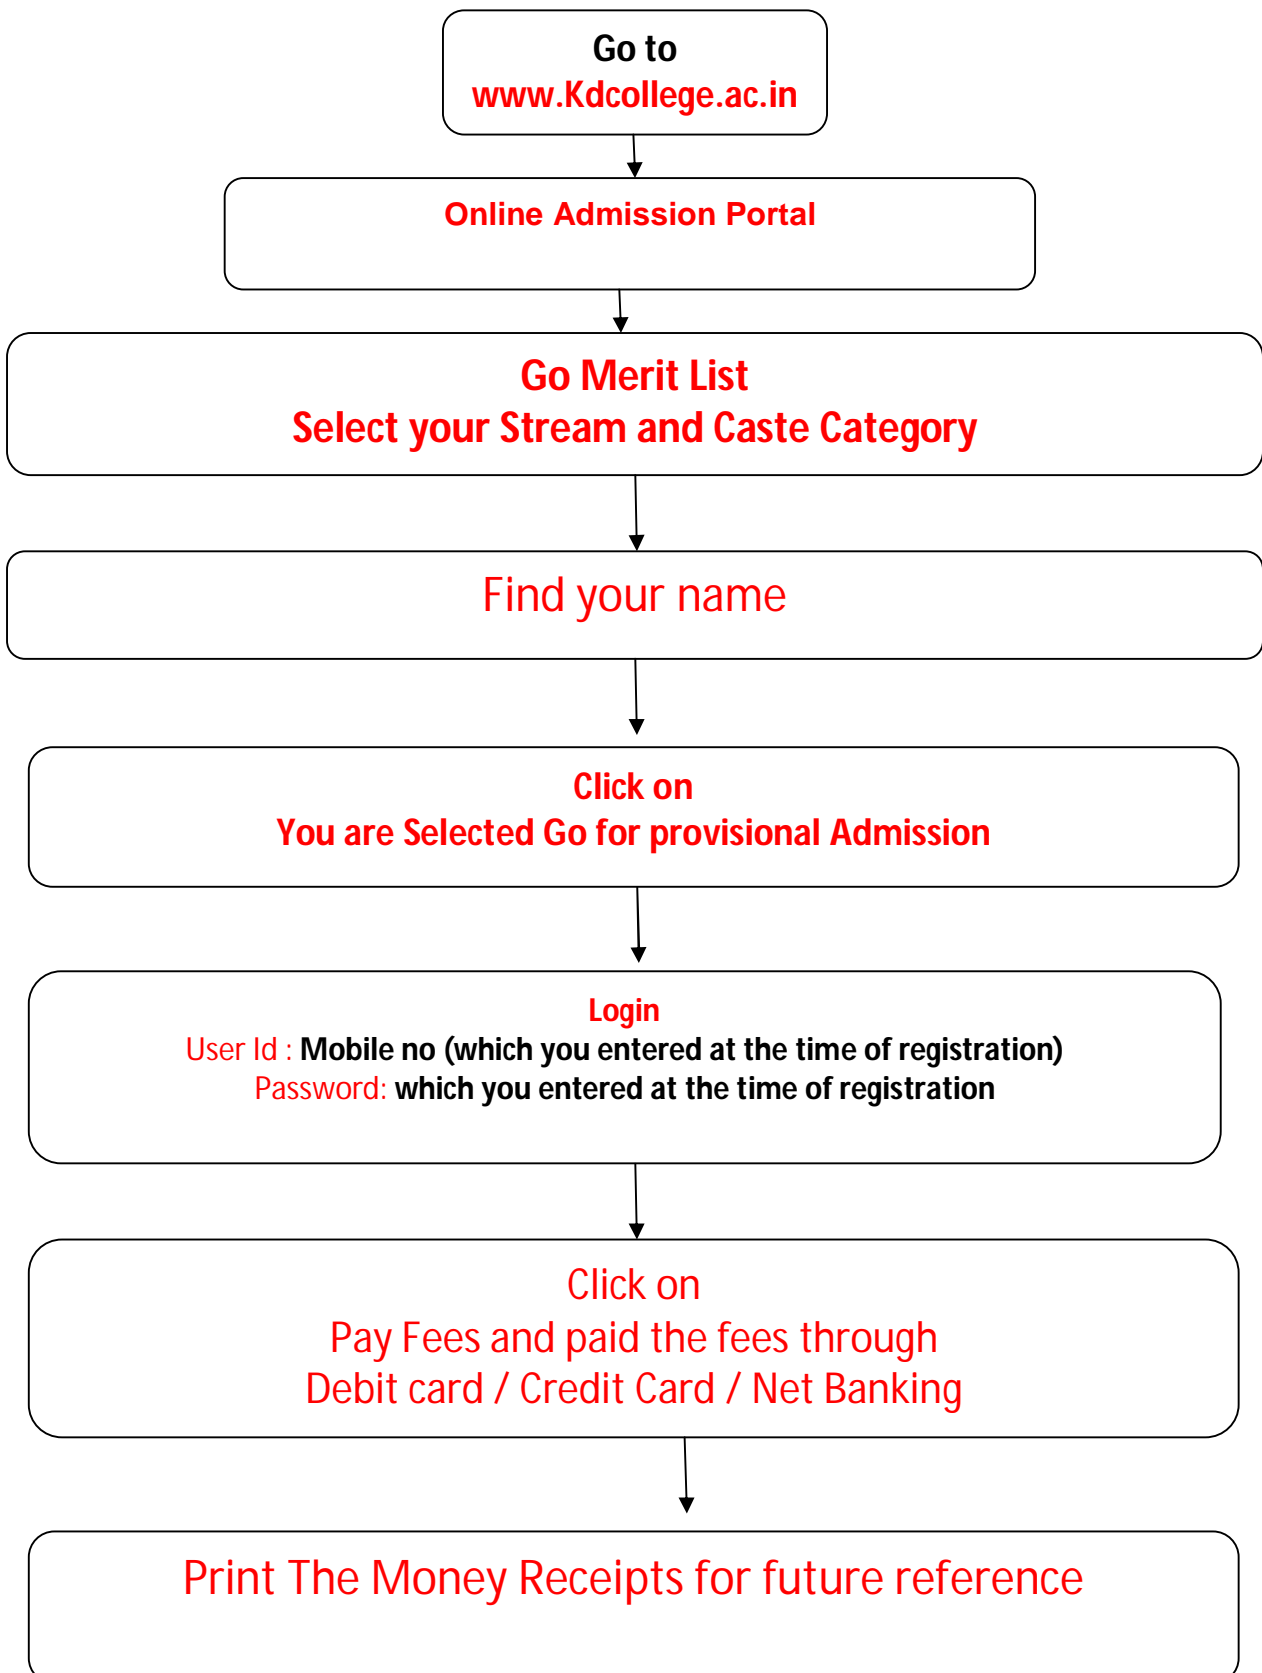 Go to
www.Kdcollege.ac.in
Online Admission Portal
Go Merit List
Select your Stream and Caste Category
Find your name
Click on
You are Selected Go for provisional Admission
Login
User Id : Mobile no (which you entered at the time of registration)
Password: which you entered at the time of registration
Click on
Pay Fees and paid the fees through
Debit card / Credit Card / Net Banking
Print The Money Receipts for future reference